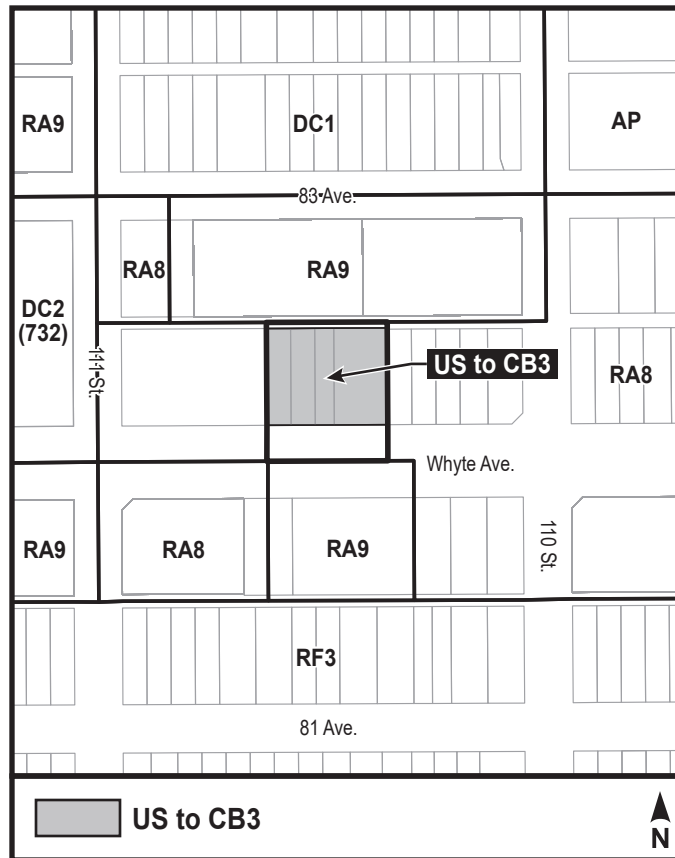 RA9
DC1
AP
83 Ave.
RA8
RA9
DC2
(732)
111 St.
US to CB3
RA8
Whyte Ave.
RA9
RA8
RA9
110 St.
RF3
81 Ave.
US to CB3
N